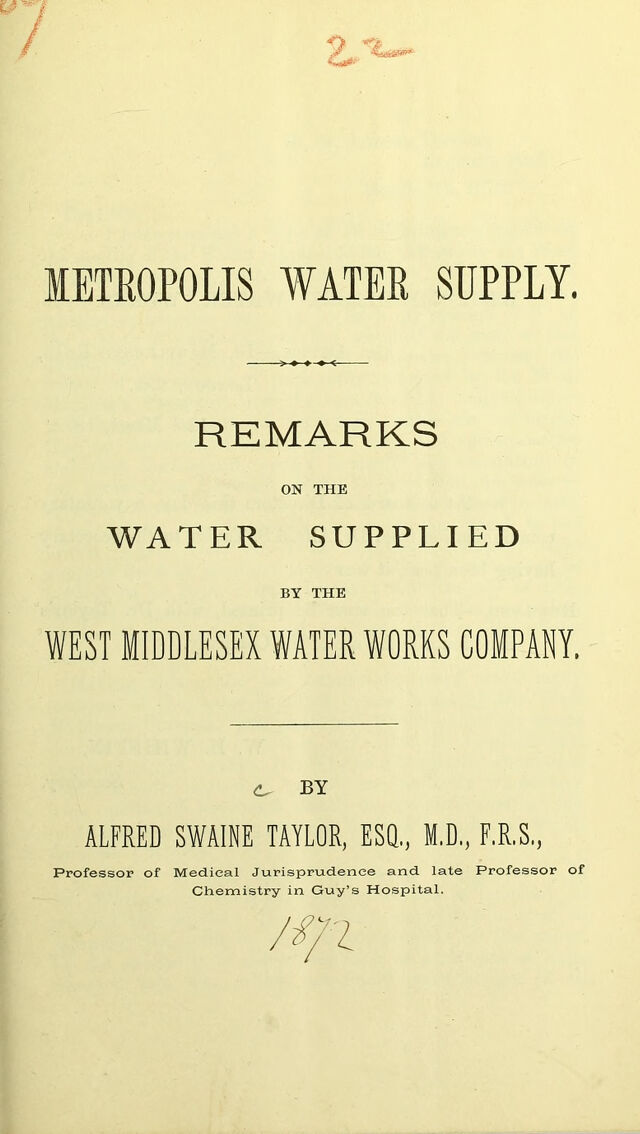 22
METROPOLIS WATER SUPPLY.
REMARKS
ON THE
WATER SUPPLIED
BY THE
WEST MIDDLESEX WATER WORKS COMPANY.
BY
ALFRED SWAINE TAYLOR, ESQ., M.D., F.R.S.,
Professor of Medical Jurisprudence and late Professor of
Chemistry in Guy's Hospital.
1872